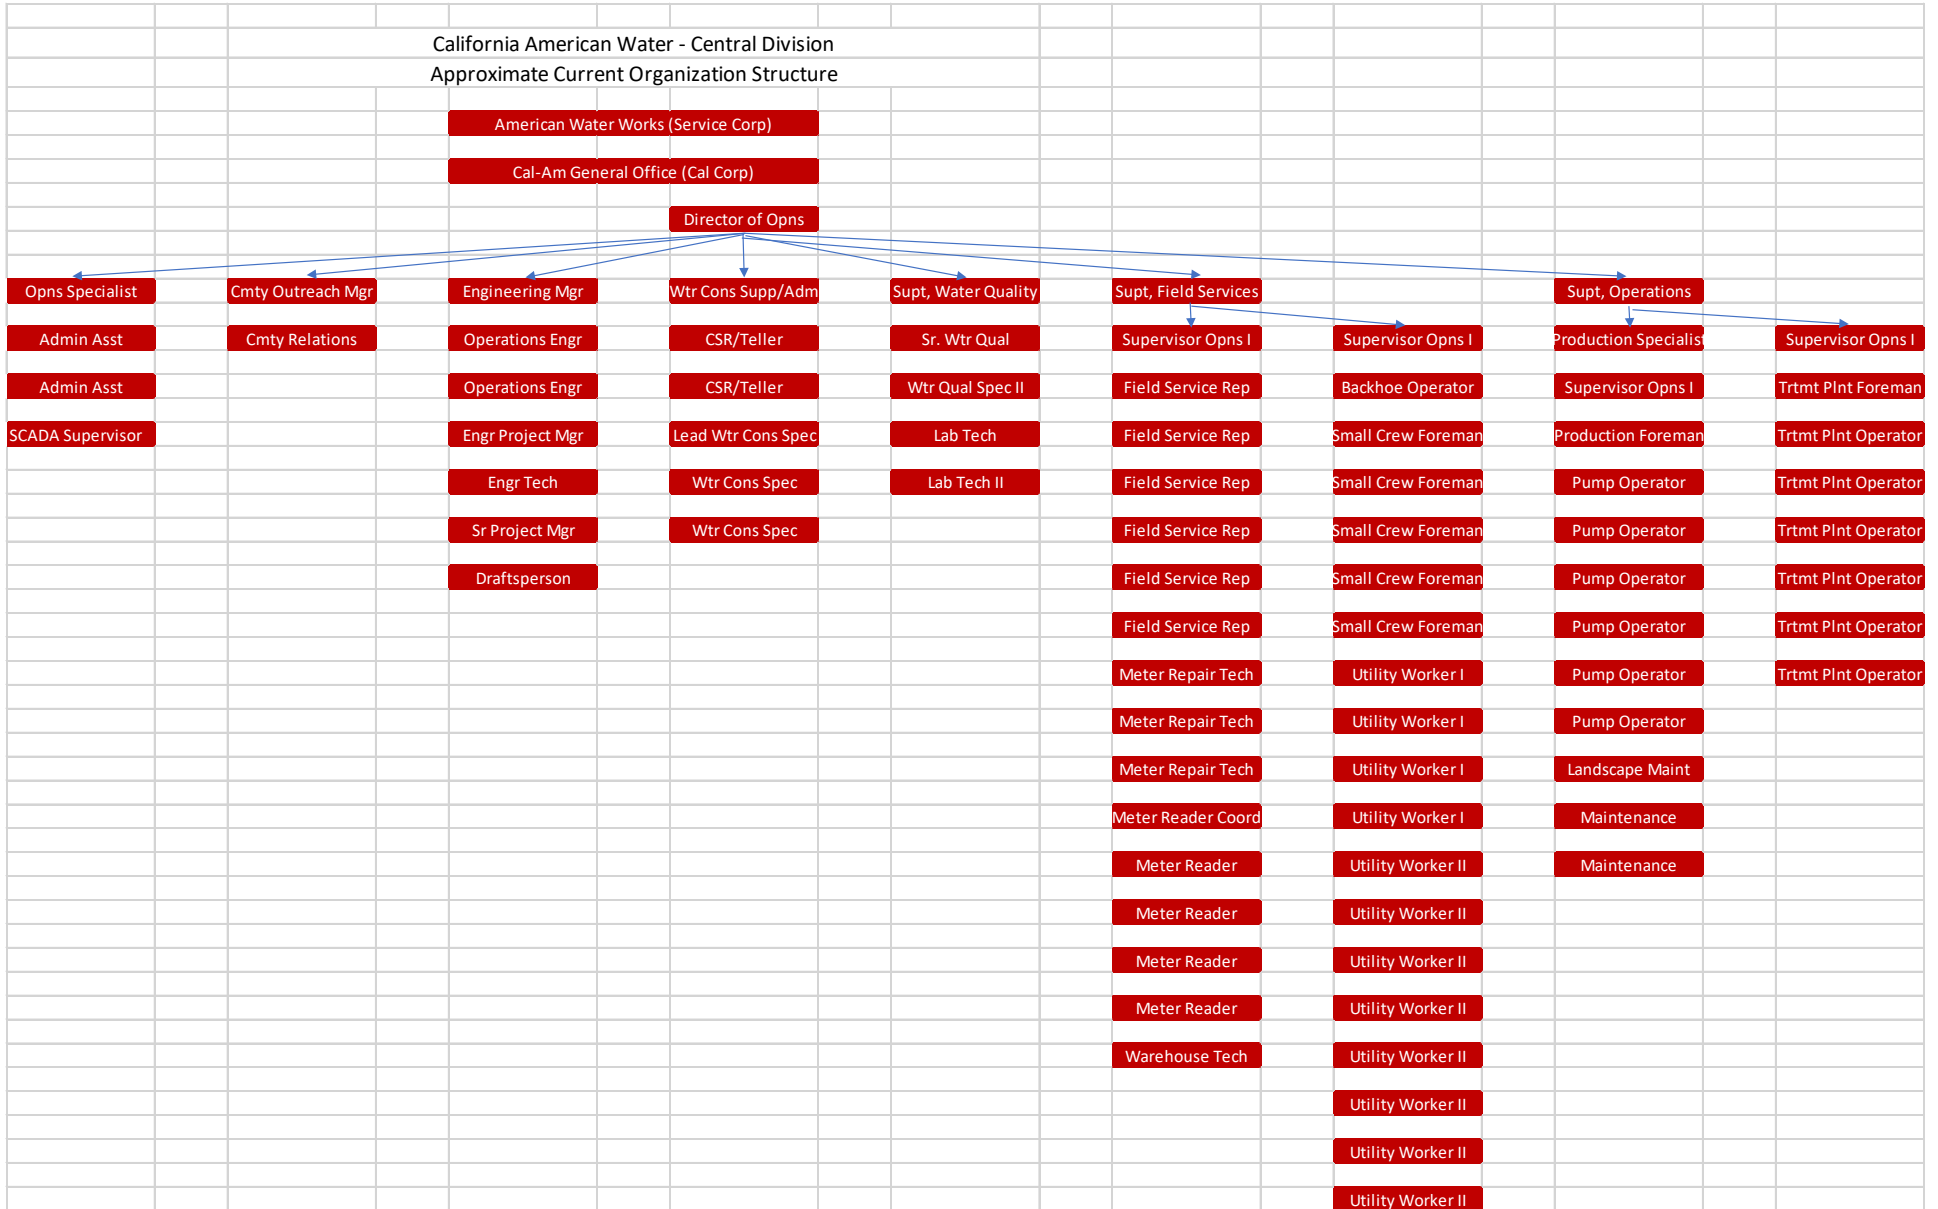 California American Water - Central Division
Approximate Current Organization Structure
American Water Works (Service Corp)
Cal-Am General Office (Cal Corp)
Director of Opns
Opns Specialist Cmty Outreach Mgr Engineering Mgr Wtr Cons Supp/Adm Supt, Water Quality Supt, Field Services Supt, Operations
Admin Asst Cmty Relations Operations Engr CSR/Teller Sr. Wtr Qual Supervisor Opns I Supervisor Opns I Production Specialist Supervisor Opns I
Admin Asst Operations Engr CSR/Teller Wtr Qual Spec II Field Service Rep Backhoe Operator Supervisor Opns I Trtmt Plnt Foreman
SCADA Supervisor Engr Project Mgr Lead Wtr Cons Spec Lab Tech Field Service Rep Small Crew Foreman Production Foreman Trtmt Plnt Operator
Engr Tech Wtr Cons Spec Lab Tech II Field Service Rep Small Crew Foreman Pump Operator Trtmt Plnt Operator
Sr Project Mgr Wtr Cons Spec Field Service Rep Small Crew Foreman Pump Operator Trtmt Plnt Operator
Draftsperson Field Service Rep Small Crew Foreman Pump Operator Trtmt Plnt Operator
Field Service Rep Small Crew Foreman Pump Operator Trtmt Plnt Operator
Meter Repair Tech Utility Worker I Pump Operator Trtmt Plnt Operator
Meter Repair Tech Utility Worker I Pump Operator
Meter Repair Tech Utility Worker I Landscape Maint
Meter Reader Coord Utility Worker I Maintenance
Meter Reader Utility Worker II Maintenance
Meter Reader Utility Worker II
Meter Reader Utility Worker II
Meter Reader Utility Worker II
Warehouse Tech Utility Worker II
Utility Worker II
Utility Worker II
Utility Worker II